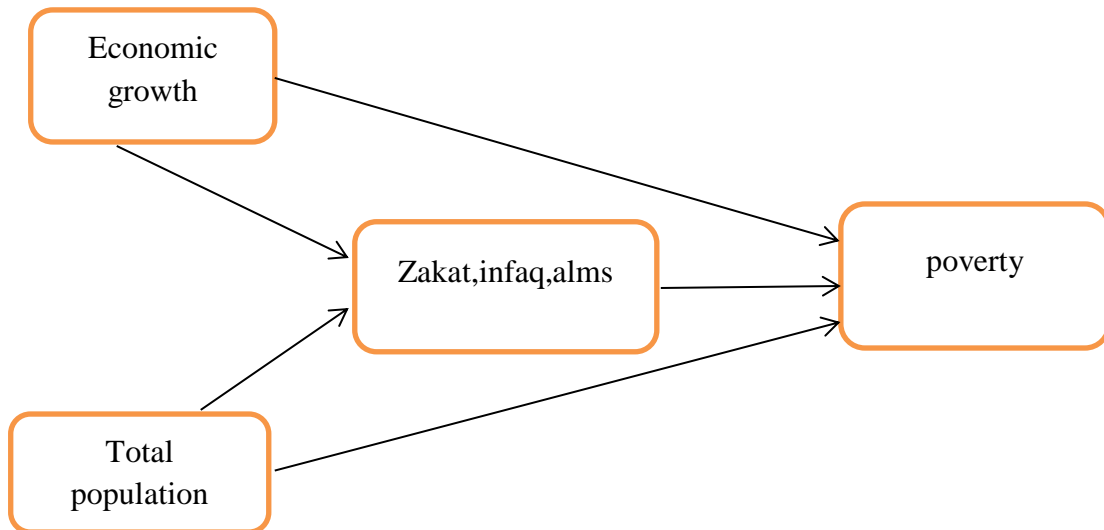 Economic
growth
Zakat,infaq,alms
poverty
Total
population